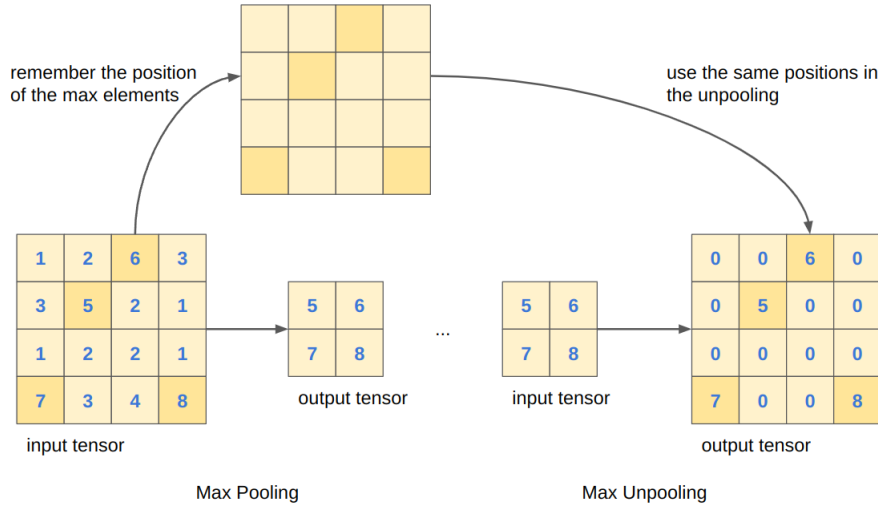 remember the position
of the max elements
use the same positions in
the unpooling
1 2 6 3
3 5 2 1
1 2 2 1
7 3 4 8
input tensor
5 6
7 8
output tensor
...
5 6
7 8
input tensor
0 0 6 0
0 5 0 0
0 0 0 0
7 0 0 8
output tensor
Max Pooling
Max Unpooling